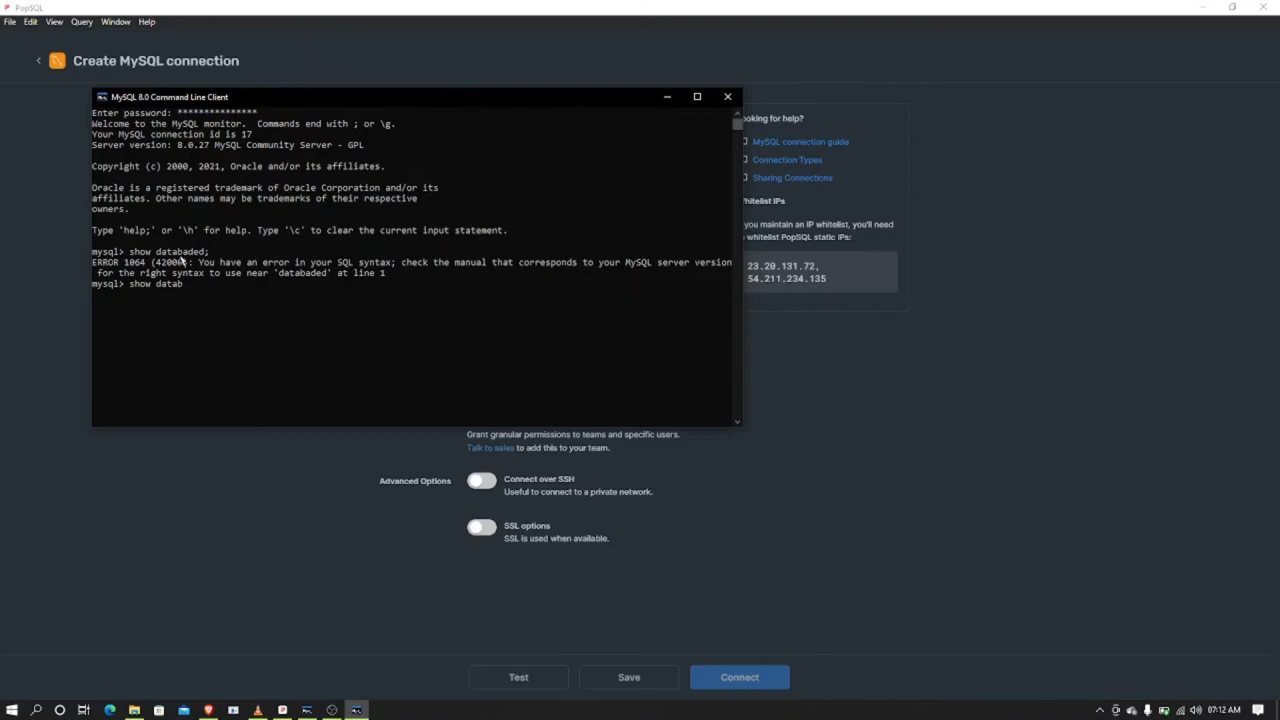 PopSQL
File Edit View Query Window Help
Create MySQL connection
MySQL 8.0 Command Line Client
Enter password: ***************
Welcome to the MySQL monitor.  Commands end with ; or \g.
Your MySQL connection id is 17
Server version: 8.0.27 MySQL Community Server - GPL
Copyright (c) 2000, 2021, Oracle and/or its affiliates.
Oracle is a registered trademark of Oracle Corporation and/or its
affiliates. Other names may be trademarks of their respective
owners.
Type 'help;' or '\h' for help. Type '\c' to clear the current input statement.
mysql> show databaded;
ERROR 1064 (42000): You have an error in your SQL syntax; check the manual that corresponds to your MySQL server version
for the right syntax to use near 'databaded' at line 1
mysql> show datab
ooking for help?
MySQL connection guide
Connection Types
Sharing Connections
hitelist IPs
you maintain an IP whitelist, you'll need
whitelist PopSQL static IPs:
23.20.131.72,
54.211.234.135
Grant granular permissions to teams and specific users.
Talk to sales to add this to your team.
Advanced Options
Connect over SSH
Useful to connect to a private network.
SSL options
SSL is used when available.
Test
Save
Connect
07:12 AM